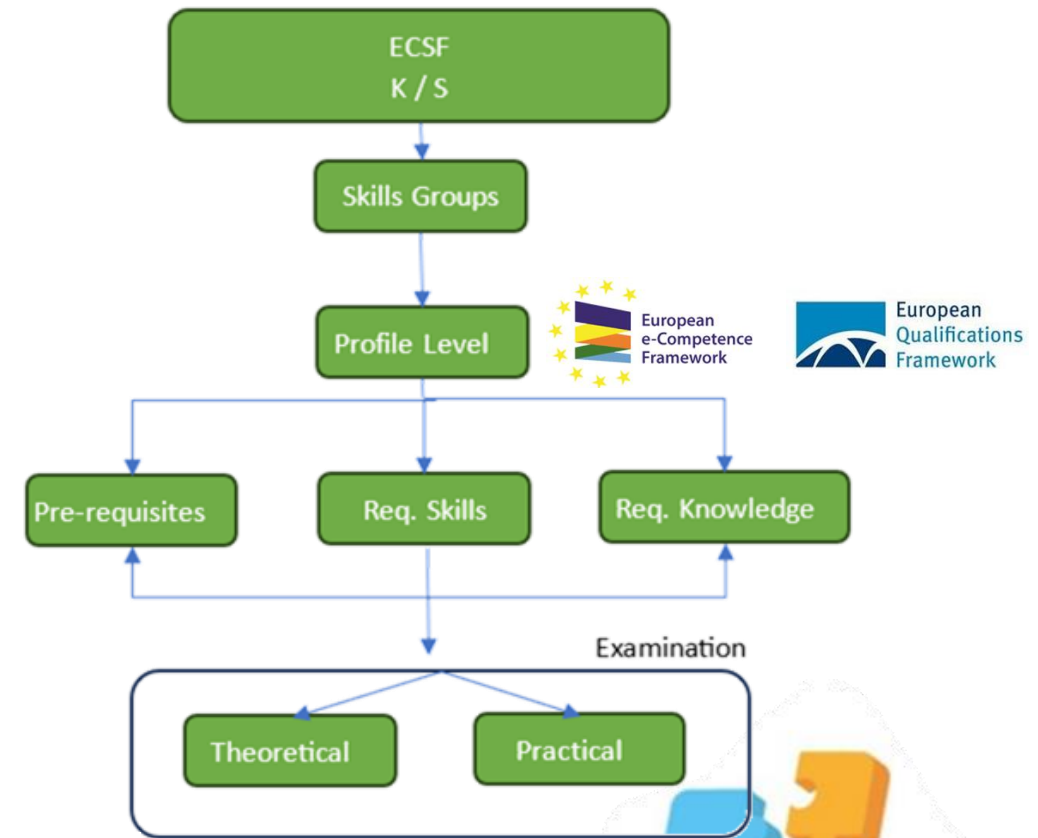 ECSF
K / S
Skills Groups
Profile Level
European
e-Competence
Framework
European
Qualifications
Framework
Pre-requisites
Req. Skills
Req. Knowledge
Examination
Theoretical
Practical